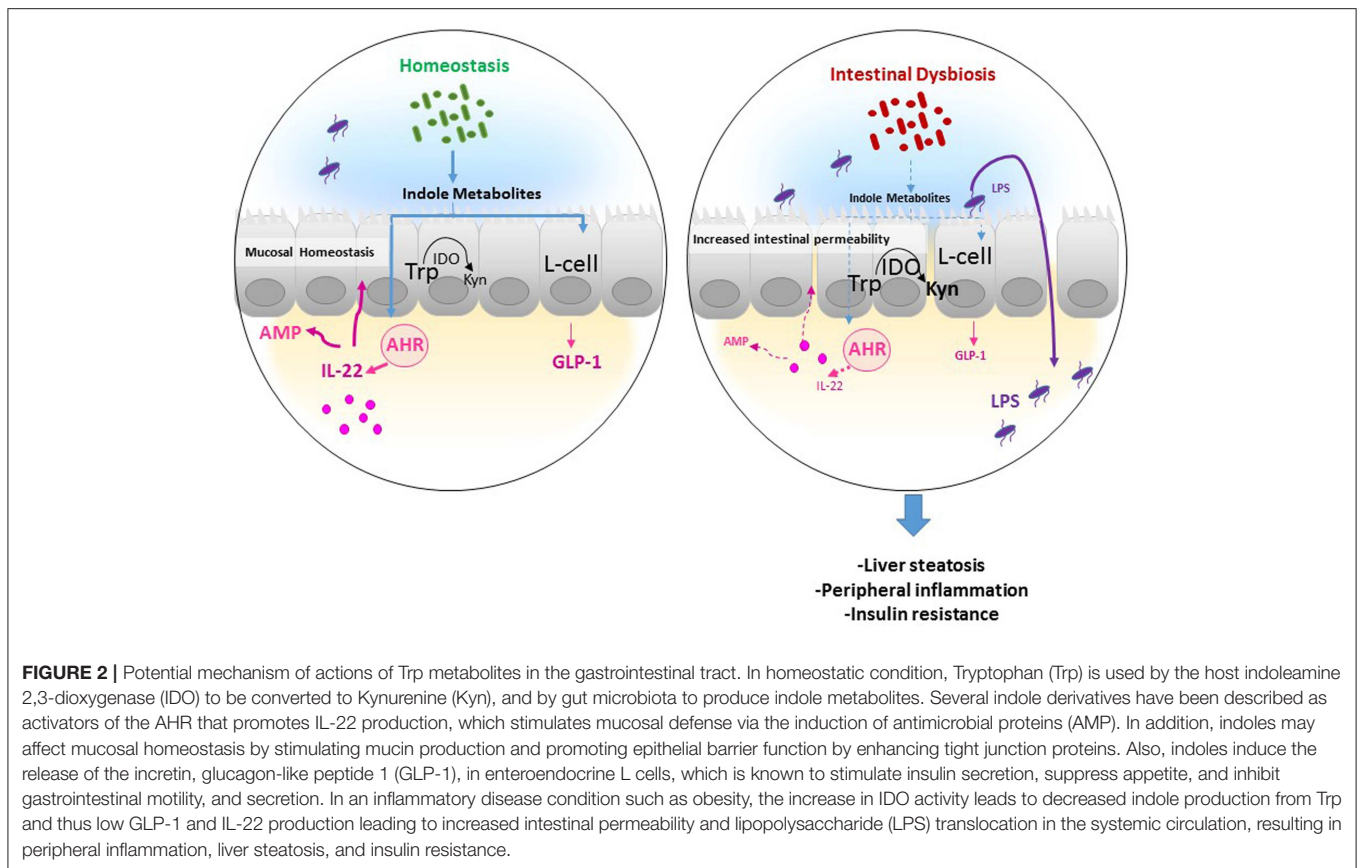 Homeostasis
Indole Metabolites
Mucosal Homeostasis
Trp
IDO
Kyn
L-cell
AMP
IL-22
AHR
GLP-1
Intestinal Dysbiosis
Indole Metabolites
LPS
Increased intestinal permeability
Trp
IDO
Kyn
L-cell
AMP
IL-22
AHR
GLP-1
LPS
-Liver steatosis
-Peripheral inflammation
-Insulin resistance
FIGURE 2 | Potential mechanism of actions of Trp metabolites in the gastrointestinal tract. In homeostatic condition, Tryptophan (Trp) is used by the host indoleamine
2,3-dioxygenase (IDO) to be converted to Kynurenine (Kyn), and by gut microbiota to produce indole metabolites. Several indole derivatives have been described as
activators of the AHR that promotes IL-22 production, which stimulates mucosal defense via the induction of antimicrobial proteins (AMP). In addition, indoles may
affect mucosal homeostasis by stimulating mucin production and promoting epithelial barrier function by enhancing tight junction proteins. Also, indoles induce the
release of the incretin, glucagon-like peptide 1 (GLP-1), in enteroendocrine L cells, which is known to stimulate insulin secretion, suppress appetite, and inhibit
gastrointestinal motility, and secretion. In an inflammatory disease condition such as obesity, the increase in IDO activity leads to decreased indole production from Trp
and thus low GLP-1 and IL-22 production leading to increased intestinal permeability and lipopolysaccharide (LPS) translocation in the systemic circulation, resulting in
peripheral inflammation, liver steatosis, and insulin resistance.